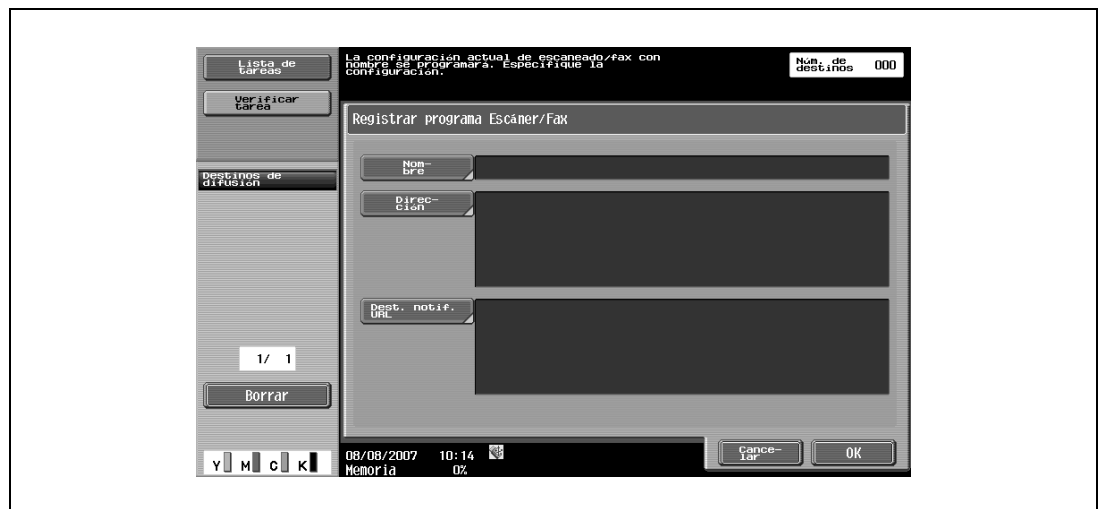 Lista de
tareas
Verificar
tarea
Destinos de
difusión
1/ 1
Borrar
Y M C K
La configuración actual de escaneado/fax con
nombre se programará. Especifique la
configuración.
Núm. de
destinos 000
Registrar programa Escáner/Fax
Nom-
bre
Direc-
ción
Dest. notif.
URL
08/08/2007 10:14
Memoria 0%
Cance-
lar
OK